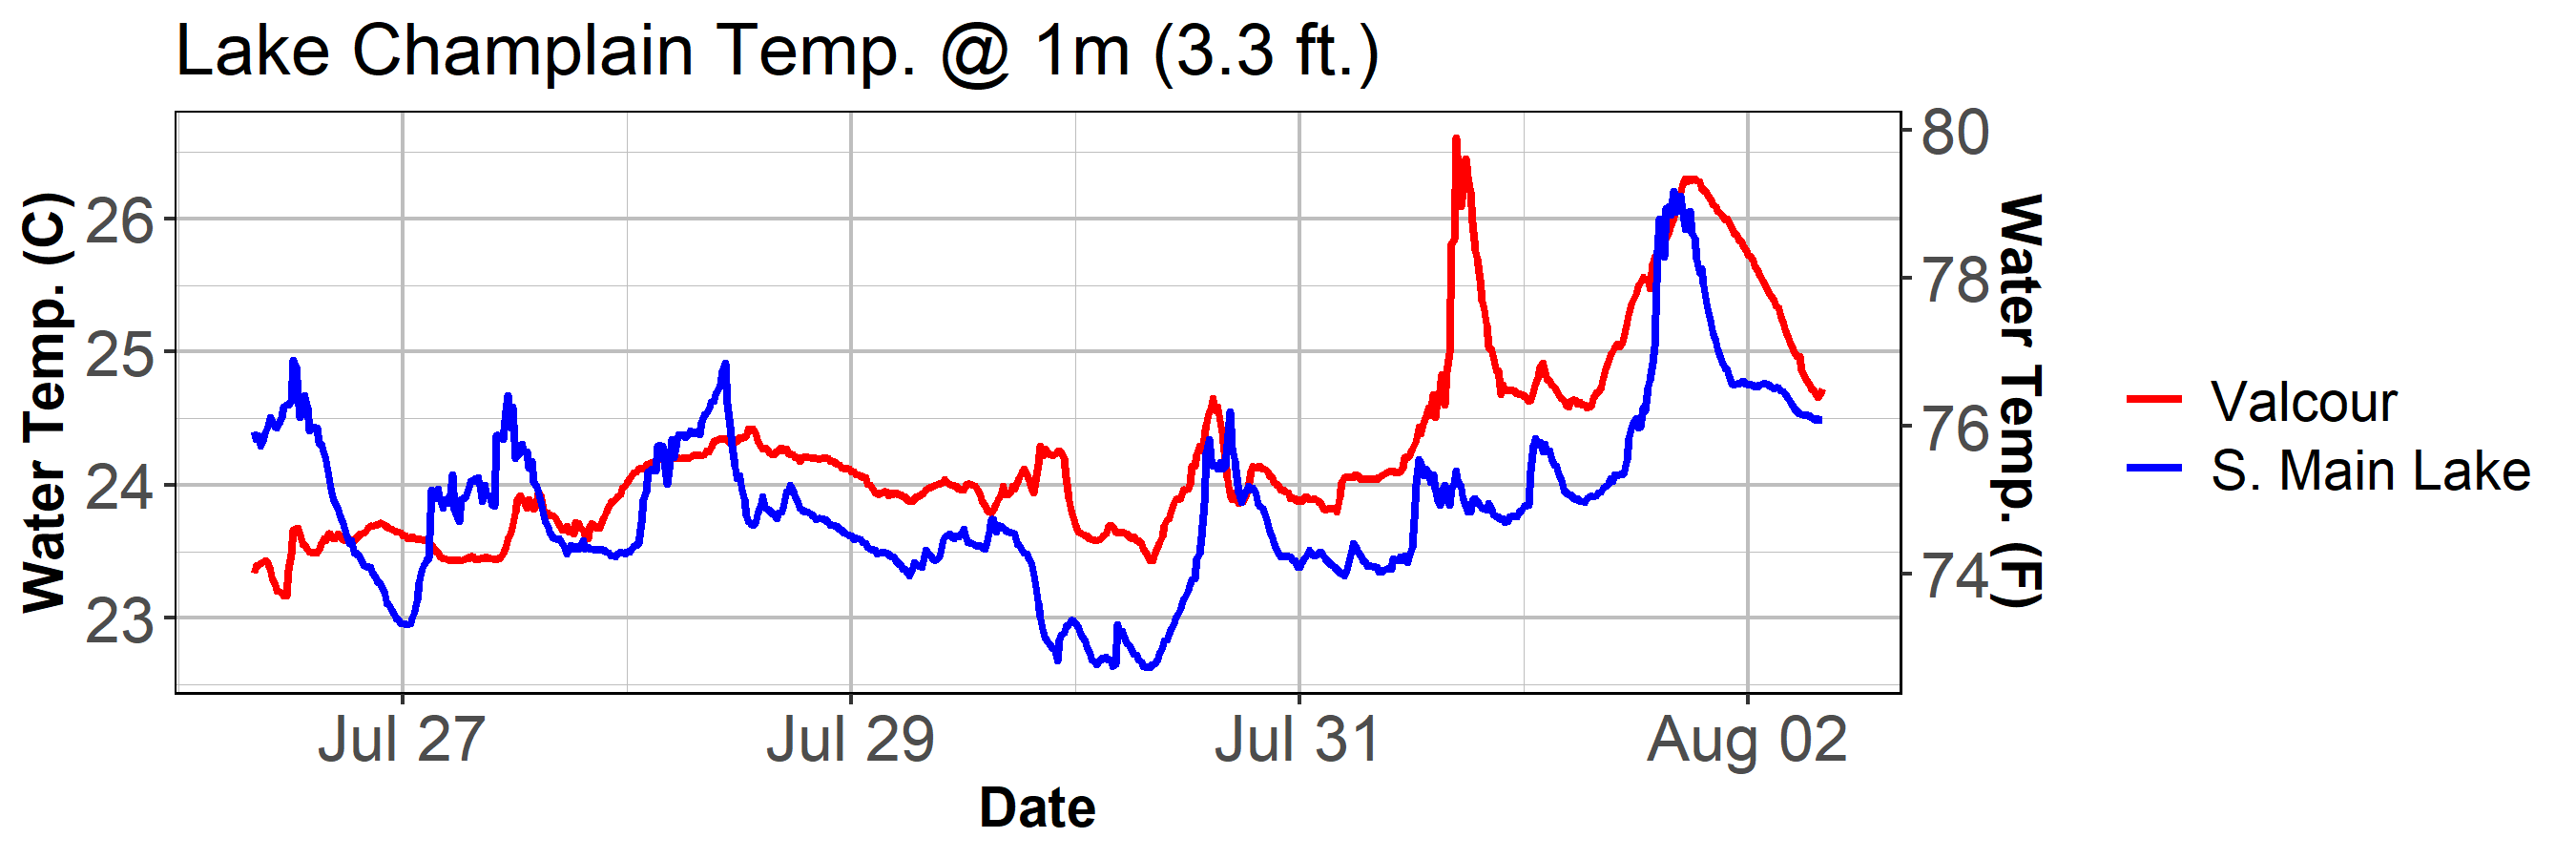 Lake Champlain Temp. @ 1m (3.3 ft.)
Water Temp. (C)
26
25
24
23
80
78
76
74
Water Temp. (F)
Jul 27
Jul 29
Jul 31
Aug 02
Date
Valcour
S. Main Lake